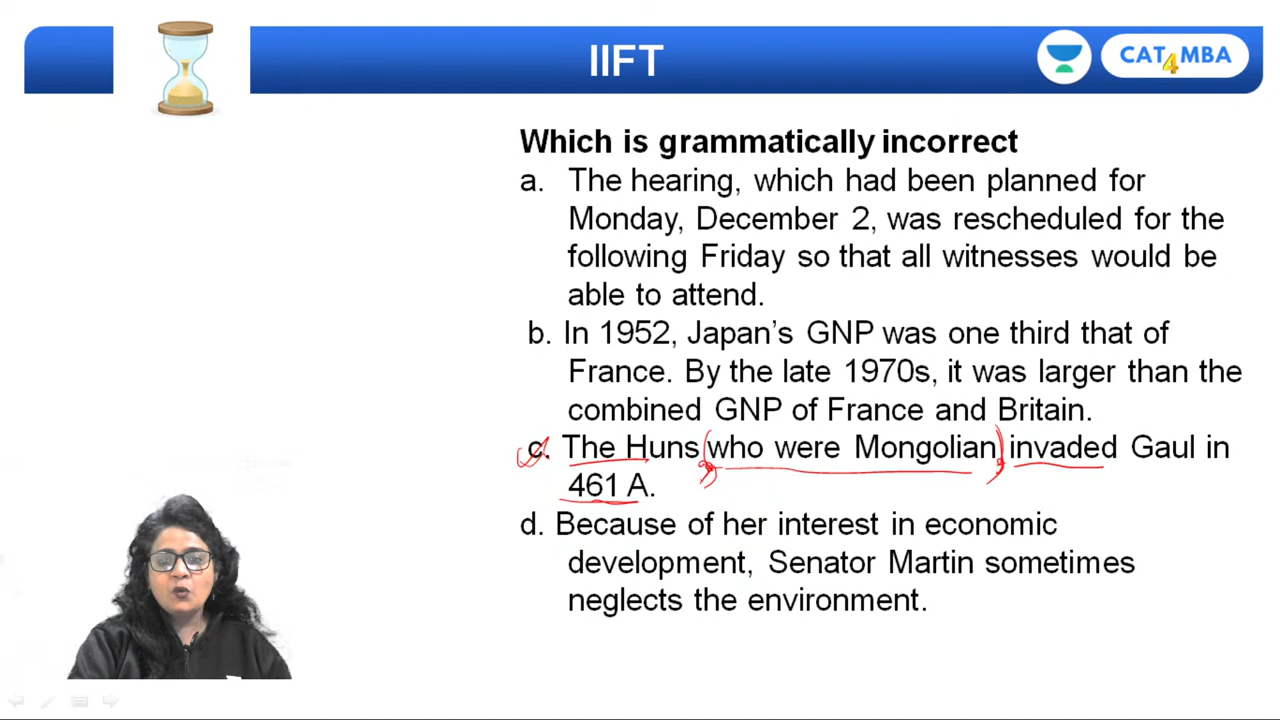 IIFT
CAT4MBA
Which is grammatically incorrect
a. The hearing, which had been planned for
Monday, December 2, was rescheduled for the
following Friday so that all witnesses would be
able to attend.
b. In 1952, Japan's GNP was one third that of
France. By the late 1970s, it was larger than the
combined GNP of France and Britain.
c. The Huns who were Mongolian, invaded Gaul in
461 A.
d. Because of her interest in economic
development, Senator Martin sometimes
neglects the environment.